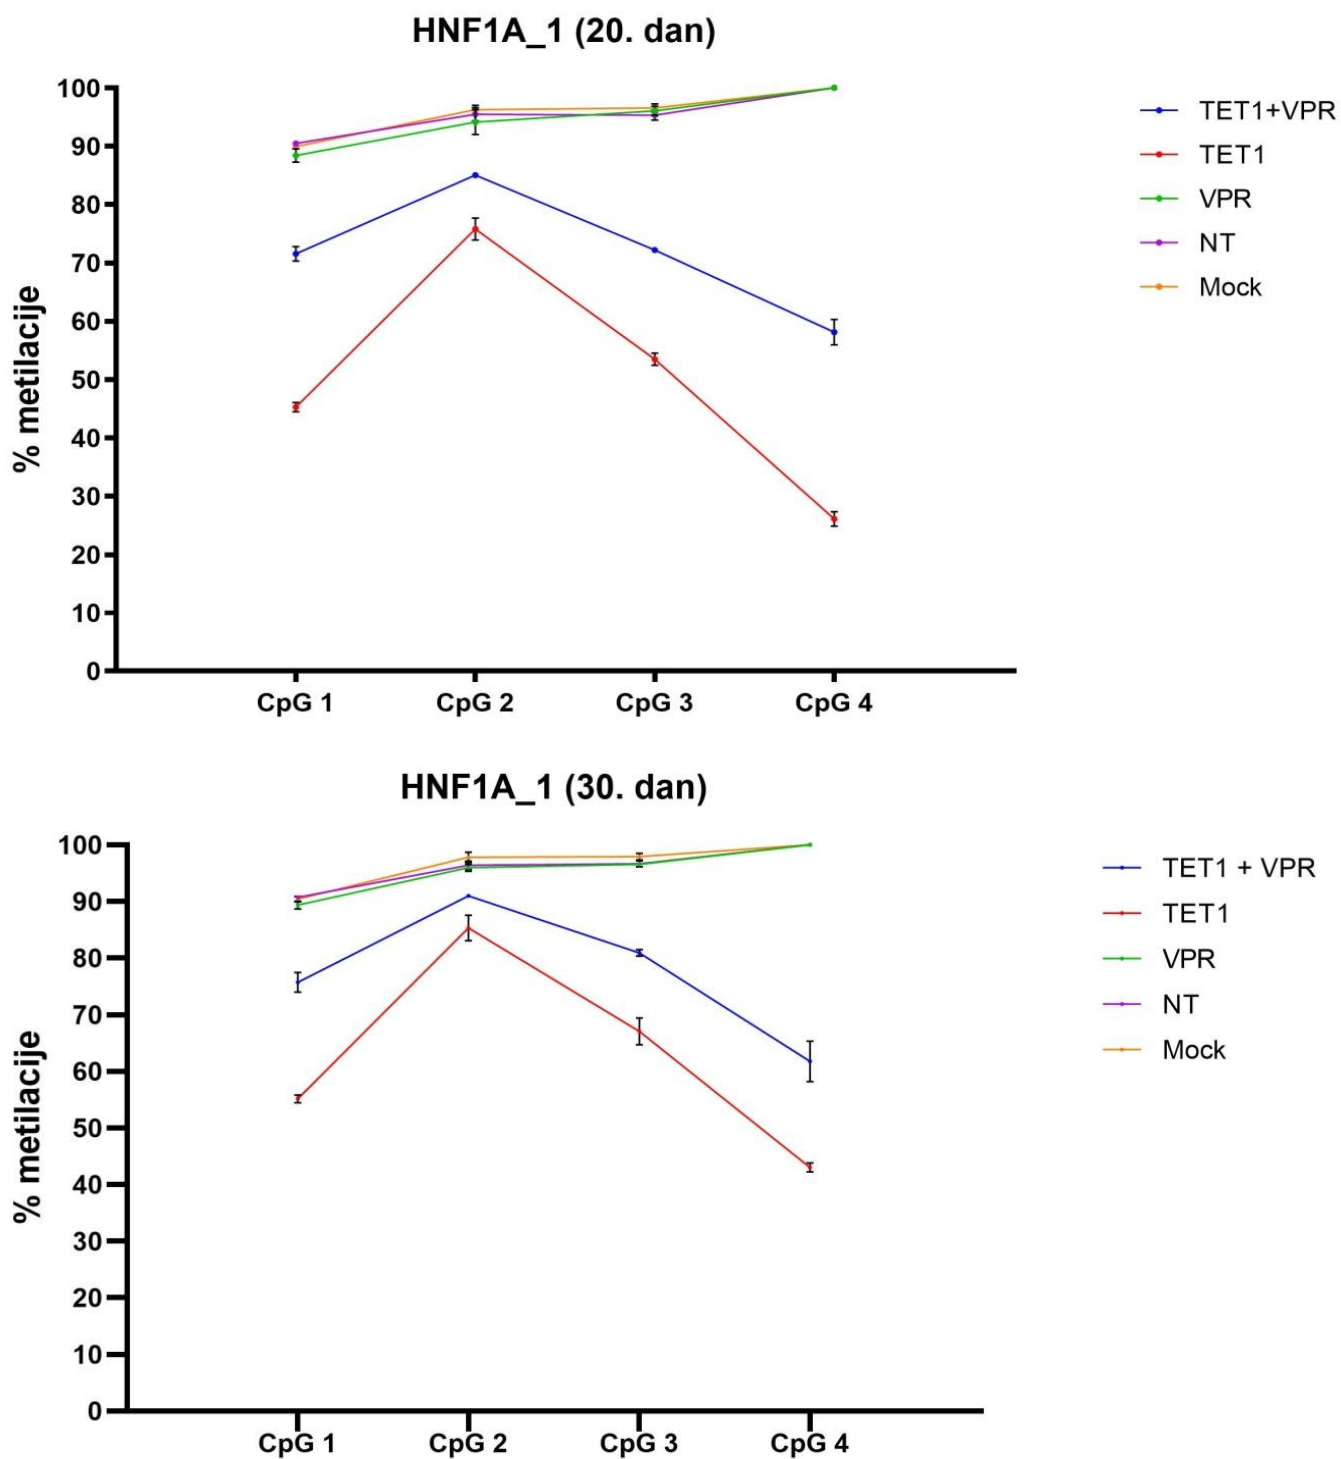 HNF1A_1 (20. dan)
% metilacije
100
90
80
70
60
50
40
30
20
10
0
CpG 1 CpG 2 CpG 3 CpG 4
TET1+VPR
TET1
VPR
NT
Mock
HNF1A_1 (30. dan)
% metilacije
100
90
80
70
60
50
40
30
20
10
0
CpG 1 CpG 2 CpG 3 CpG 4
TET1 + VPR
TET1
VPR
NT
Mock